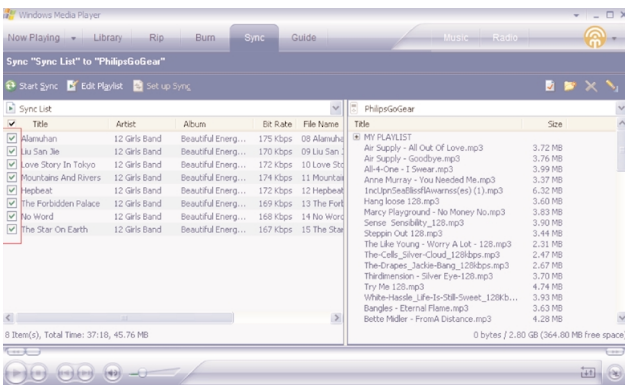 Windows Media Player
Now Playing Library Rip Burn Sync Guide Music Radio
Sync "Sync List" to "PhilipsGoGear"
Start Sync Edit Playlist Set up Sync
Sync List PhilipsGoGear
Title Artist Album Bit Rate File Name
Alamuhan 12 Girls Band Beautiful Energ... 175 Kbps 08 Alamuha
Liu San Jie 12 Girls Band Beautiful Energ... 170 Kbps 09 Liu San J
Love Story In Tokyo 12 Girls Band Beautiful Energ... 172 Kbps 10 Love Sto
Mountains And Rivers 12 Girls Band Beautiful Energ... 174 Kbps 11 Mountai
Hepbeat 12 Girls Band Beautiful Energ... 172 Kbps 12 Hepbeat
The Forbidden Palace 12 Girls Band Beautiful Energ... 169 Kbps 13 The Forb
No Word 12 Girls Band Beautiful Energ... 168 Kbps 14 No Word
The Star On Earth 12 Girls Band Beautiful Energ... 167 Kbps 15 The Star
Title Size
MY PLAYLIST
Air Supply - All Out Of Love.mp3 3.72 MB
Air Supply - Goodbye.mp3 3.76 MB
All-4-One - I Swear.mp3 3.99 MB
Anne Murray - You Needed Me.mp3 3.37 MB
1ncUpnSeaBlissflAwarnss(es) (1).mp3 6.32 MB
Hang loose 128.mp3 3.60 MB
Marcy Playground - No Money No.mp3 3.83 MB
Sense Sensibility_128.mp3 3.90 MB
Steppin Out 128.mp3 3.44 MB
The Like Young - Worry A Lot - 128.mp3 2.31 MB
The-Cells_Silver-Cloud_128kbps.mp3 2.47 MB
The-Drapes_Jackie-Bang_128kbps.mp3 2.67 MB
Thirdimension - Silver Eye-128.mp3 3.70 MB
Try Me 128.mp3 4.74 MB
White-Hassle_Life-Is-Still-Sweet_128Kb... 3.93 MB
Bangles - Eternal Flame.mp3 3.63 MB
Bette Midler - FromA Distance.mp3 4.28 MB
8 Item(s), Total Time: 37:18, 45.76 MB 0 bytes / 2.80 GB (364.80 MB free space)